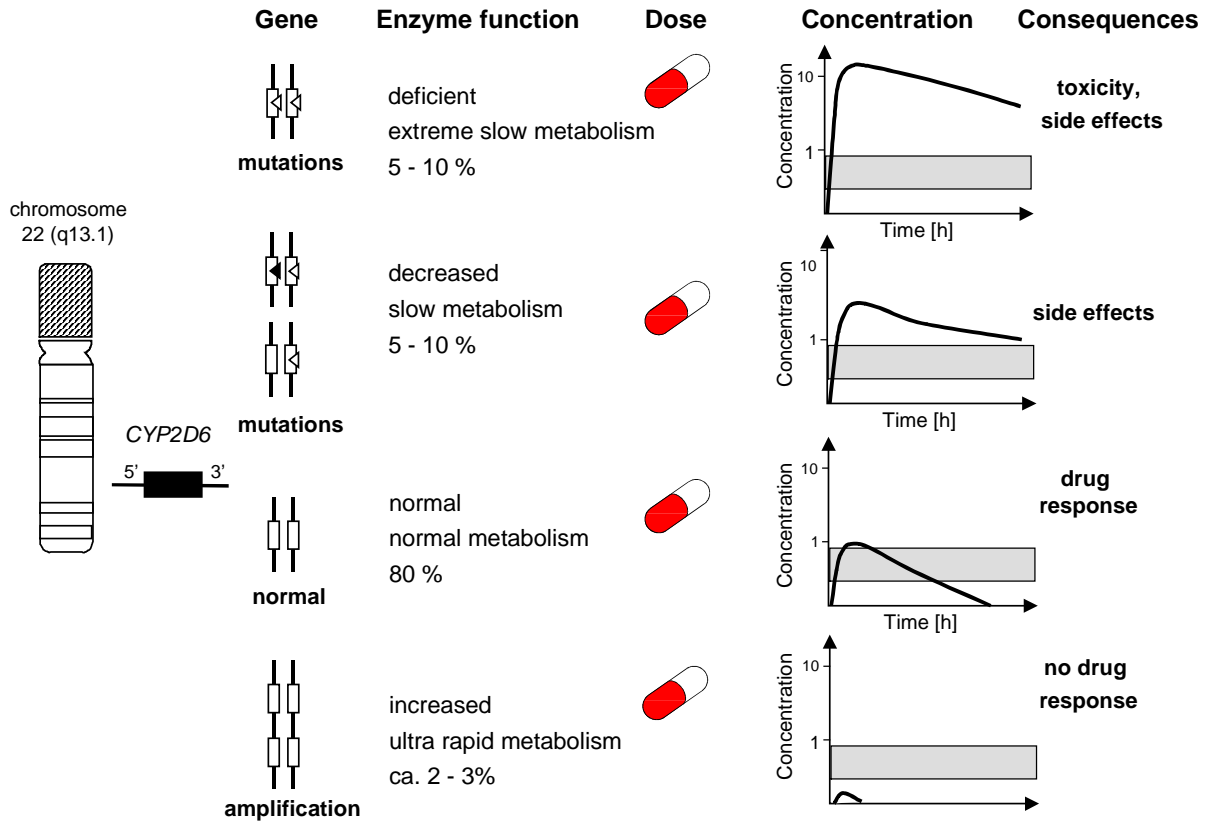 Gene
Enzyme function
Dose
Concentration
Consequences
mutations
deficient
extreme slow metabolism
5 - 10 %
Concentration
10
1
Time [h]
toxicity,
side effects
chromosome
22 (q13.1)
CYP2D6
5’
3’
mutations
decreased
slow metabolism
5 - 10 %
Concentration
10
1
Time [h]
side effects
normal
normal
normal metabolism
80 %
Concentration
10
1
Time [h]
drug
response
amplification
increased
ultra rapid metabolism
ca. 2 - 3%
Concentration
10
1
no drug
response